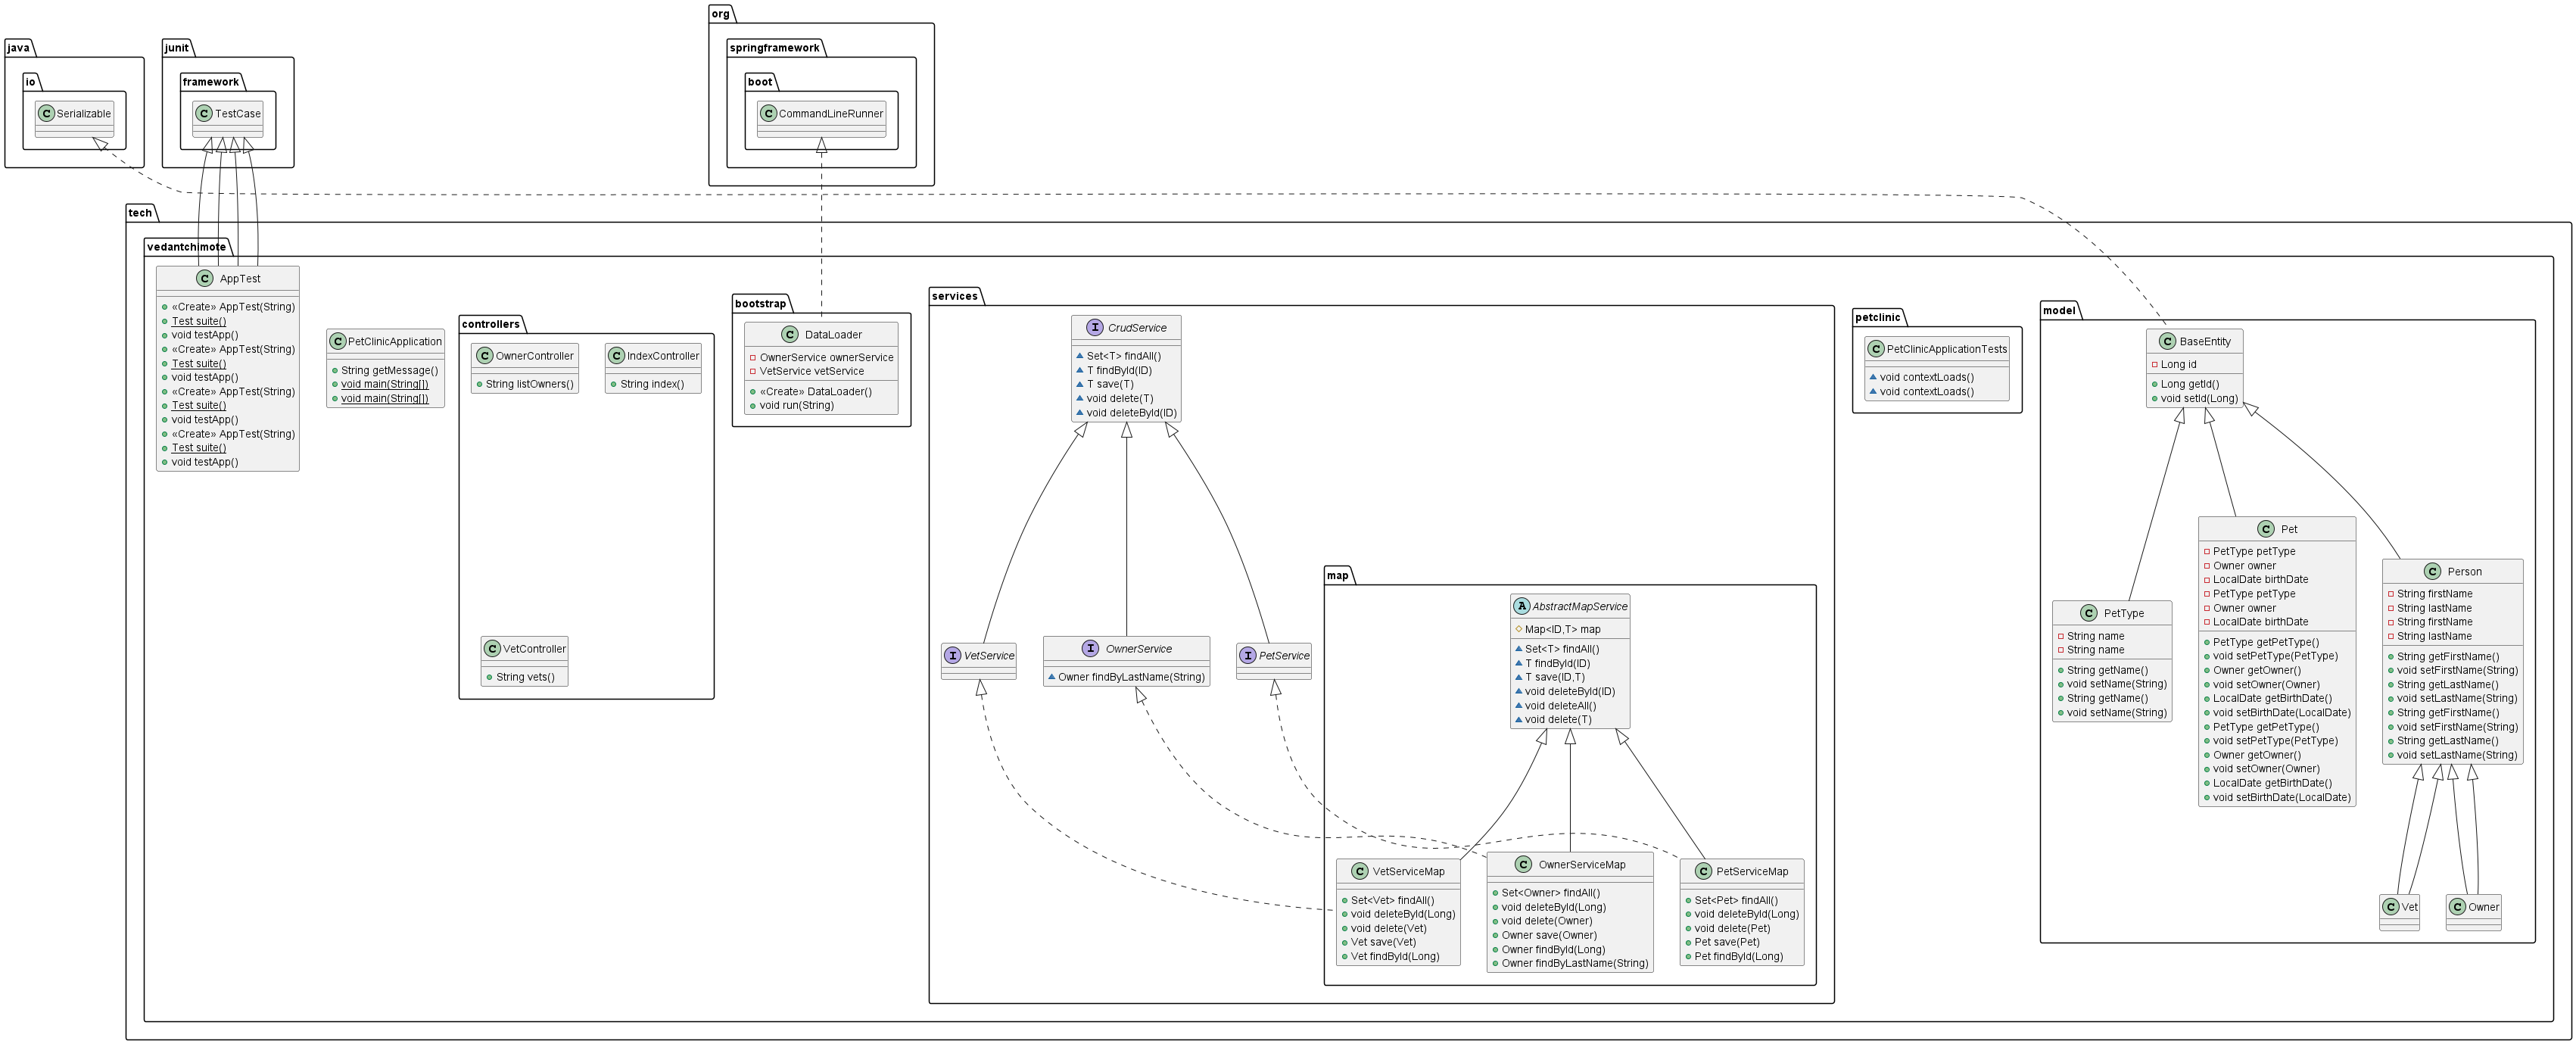 org
java
junit
springframework
io
framework
boot
C Serializable
C TestCase
C CommandLineRunner
tech
vedantchimote
C AppTest
«Create» AppTest(String)
Test suite()
void testApp()
«Create» AppTest(String)
Test suite()
void testApp()
«Create» AppTest(String)
Test suite()
void testApp()
«Create» AppTest(String)
Test suite()
void testApp()
C PetClinicApplication
String getMessage()
void main(String[])
void main(String[])
controllers
C OwnerController
String listOwners()
C IndexController
String index()
C VetController
String vets()
bootstrap
C DataLoader
OwnerService ownerService
VetService vetService
«Create» DataLoader()
void run(String)
services
I CrudService
Set<T> findAll()
T findById(ID)
T save(T)
void delete(T)
void deleteById(ID)
I VetService
I OwnerService
Owner findByLastName(String)
I PetService
map
A AbstractMapService
Map<ID,T> map
Set<T> findAll()
T findById(ID)
T save(ID,T)
void deleteById(ID)
void deleteAll()
void delete(T)
C VetServiceMap
Set<Vet> findAll()
void deleteById(Long)
void delete(Vet)
Vet save(Vet)
Vet findById(Long)
C OwnerServiceMap
Set<Owner> findAll()
void deleteById(Long)
void delete(Owner)
Owner save(Owner)
Owner findById(Long)
Owner findByLastName(String)
C PetServiceMap
Set<Pet> findAll()
void deleteById(Long)
void delete(Pet)
Pet save(Pet)
Pet findById(Long)
petclinic
C PetClinicApplicationTests
void contextLoads()
void contextLoads()
model
C BaseEntity
Long id
Long getId()
void setId(Long)
C PetType
String name
String name
String getName()
void setName(String)
String getName()
void setName(String)
C Pet
PetType petType
Owner owner
LocalDate birthDate
PetType petType
Owner owner
LocalDate birthDate
PetType getPetType()
void setPetType(PetType)
Owner getOwner()
void setOwner(Owner)
LocalDate getBirthDate()
void setBirthDate(LocalDate)
PetType getPetType()
void setPetType(PetType)
Owner getOwner()
void setOwner(Owner)
LocalDate getBirthDate()
void setBirthDate(LocalDate)
C Person
String firstName
String lastName
String firstName
String lastName
String getFirstName()
void setFirstName(String)
String getLastName()
void setLastName(String)
String getFirstName()
void setFirstName(String)
String getLastName()
void setLastName(String)
C Vet
C Owner